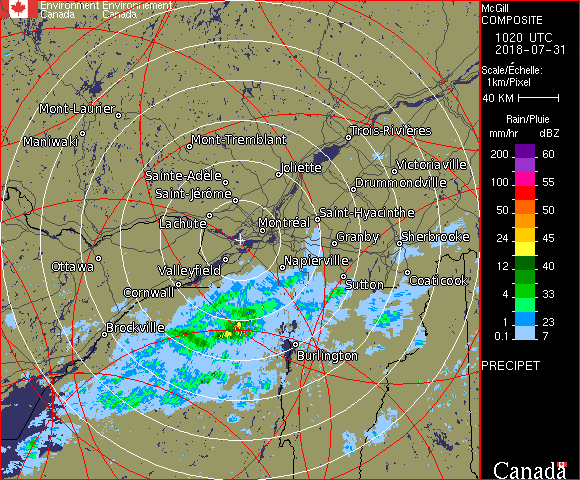 Environment Environnement
Canada Canada
McGill
COMPOSITE
1020 UTC
2018-07-31
Scale/Échelle:
1km/Pixel
40 KM
Rain/Pluie
mm/hr dBZ
200 60
155
100 55
50 50
24 45
12 40
4 33
1 23
0.1 7
PRECIPET
Canada
Mont-Laurier
Maniwaki
Mont-Tremblant
Trois-Rivières
Joliette
Victoriaville
Sainte-Adèle
Drummondville
Saint-Jérôme
Saint-Hyacinthe
Lachute
Montréal
Granby
Sherbrooke
Ottawa
Valleyfield
Napierville
Coaticook
Cornwall
Sutton
Brockville
Burlington